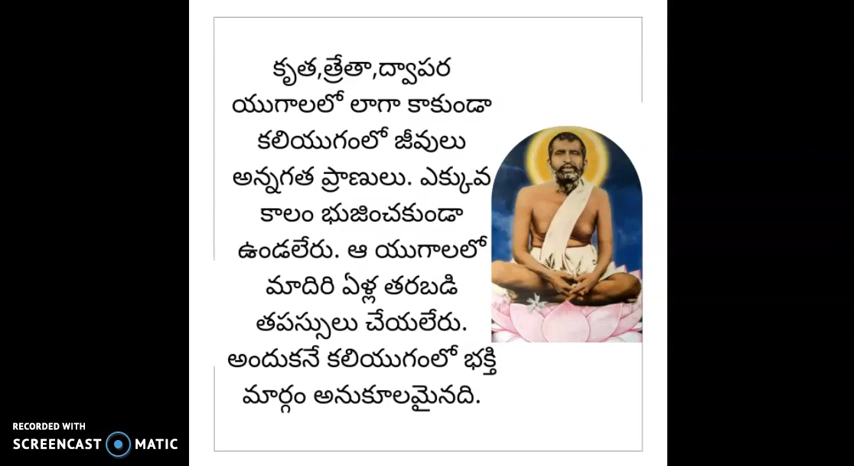 కృత,త్రేతా,ద్వాపర
యుగాలలో లాగా కాకుండా
కలియుగంలో జీవులు
అన్నగత ప్రాణులు. ఎక్కువ
కాలం భుజించకుండా
ఉండలేరు. ఆ యుగాలలో
మాదిరి ఏళ్ల తరబడి
తపస్సులు చేయలేరు.
అందుకనే కలియుగంలో భక్తి
మార్గం అనుకూలమైనది.
RECORDED WITH
SCREENCAST MATIC